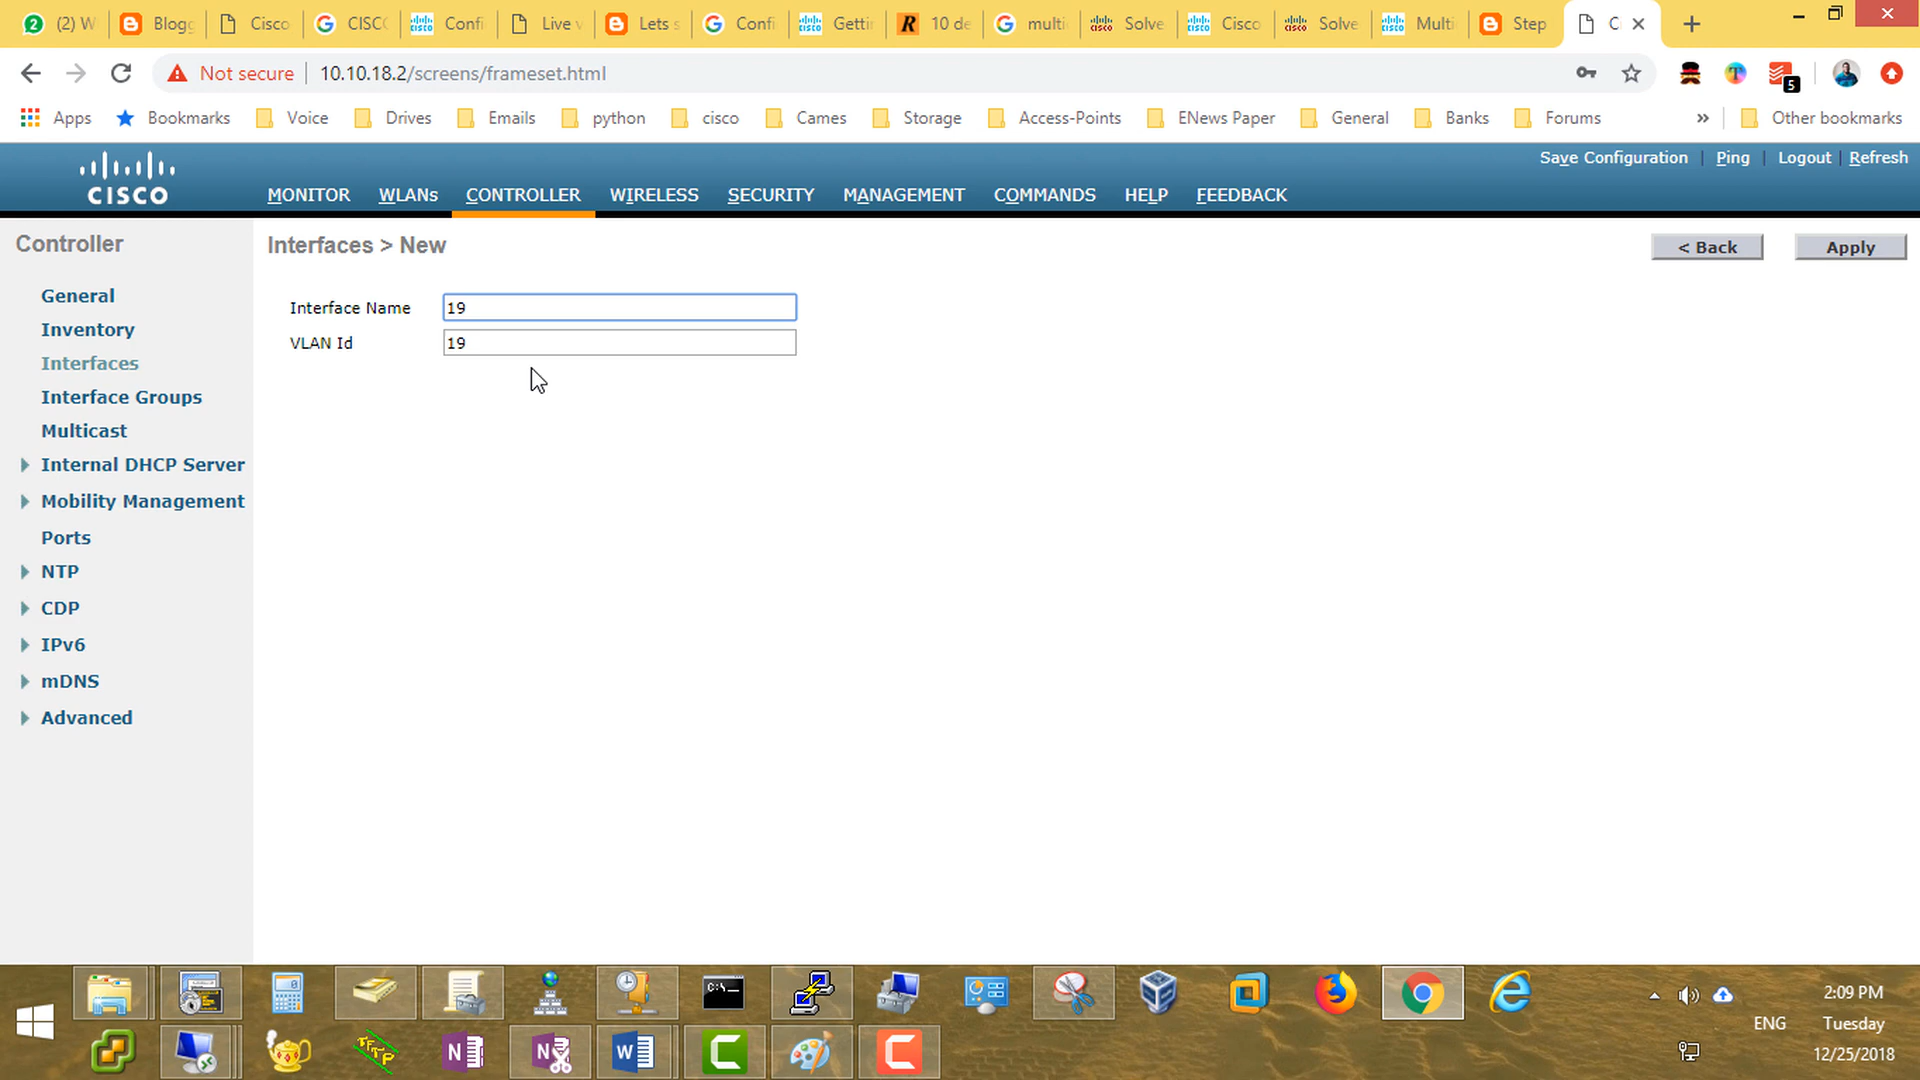 (2) W
Blogg
Cisco
CISC
Confi
Live v
Lets s
Confi
Getti
10 de
multi
Solve
Cisco
Solve
Multi
Step
C
Not secure
10.10.18.2/screens/frameset.html
5
Apps
Bookmarks
Voice
Drives
Emails
python
cisco
Cames
Storage
Access-Points
ENews Paper
General
Banks
Forums
»
Other bookmarks
CISCO
Save Configuration | Ping | Logout | Refresh
MONITOR WLANs CONTROLLER WIRELESS SECURITY MANAGEMENT COMMANDS HELP FEEDBACK
Controller
General
Inventory
Interfaces
Interface Groups
Multicast
Internal DHCP Server
Mobility Management
Ports
NTP
CDP
IPv6
mDNS
Advanced
Interfaces > New
< Back
Apply
Interface Name 19
VLAN Id 19
C:\_
TFTP
N
N
W
C
C
ENG
2:09 PM
Tuesday
12/25/2018